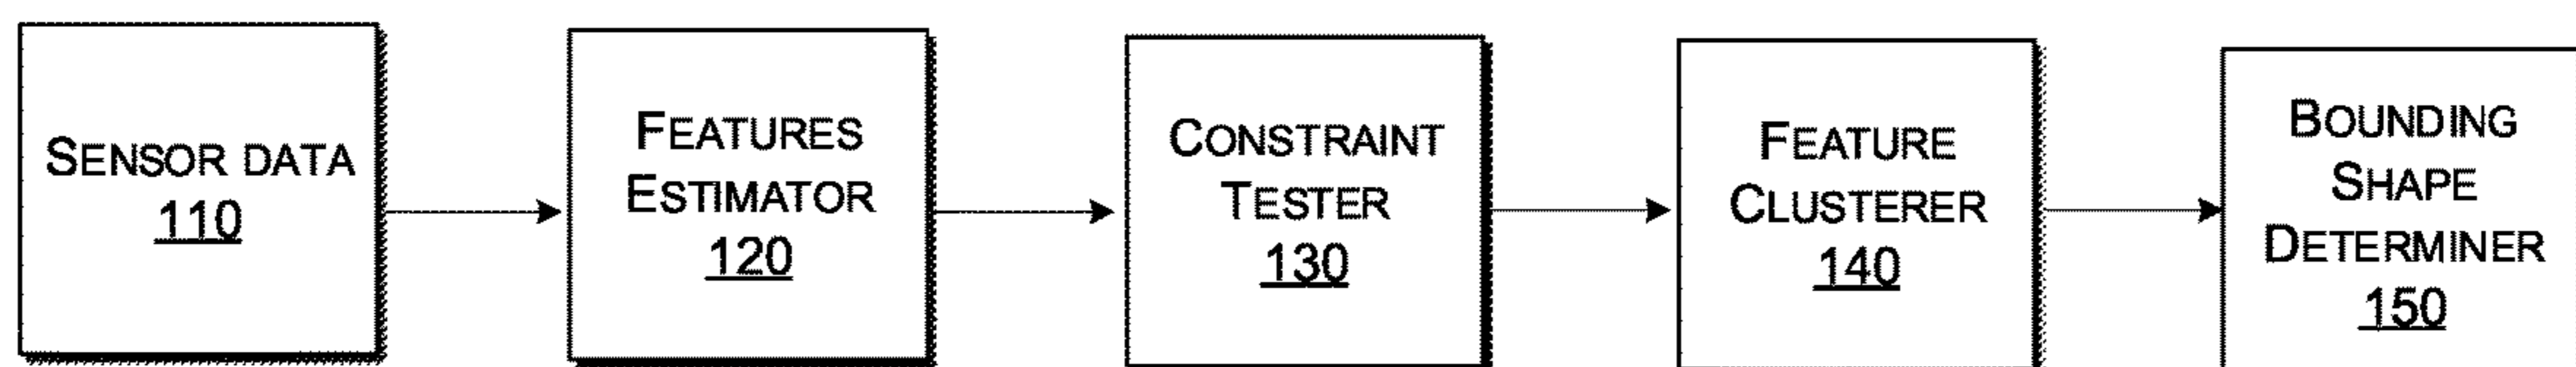 SENSOR DATA
110
FEATURES
ESTIMATOR
120
CONSTRAINT
TESTER
130
FEATURE
CLUSTERER
140
BOUNDING
SHAPE
DETERMINER
150